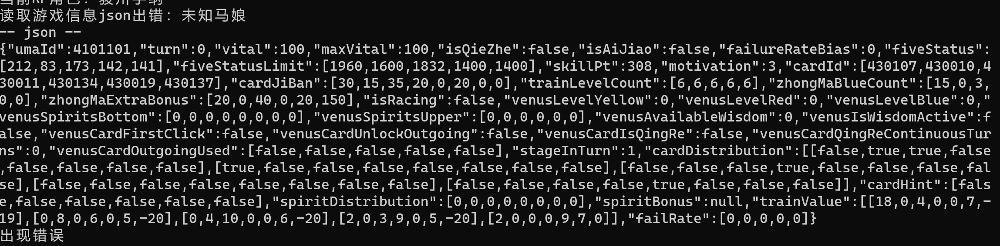 当前RP角色: 骏川手纲
读取游戏信息json出错: 未知马娘
-- json --
{"umaId":4101101,"turn":0,"vital":100,"maxVital":100,"isQieZhe":false,"isAiJiao":false,"failureRateBias":0,"fiveStatus":
[212,83,173,142,141],"fiveStatusLimit":[1960,1600,1832,1400,1400],"skillPt":308,"motivation":3,"cardId":[430107,430010,4
30011,430134,430019,430137],"cardJiBan":[30,15,35,20,0,20,0,0],"trainLevelCount":[6,6,6,6,6],"zhongMaBlueCount":[15,0,3,
0,0],"zhongMaExtraBonus":[20,0,40,0,20,150],"isRacing":false,"venusLevelYellow":0,"venusLevelRed":0,"venusLevelBlue":0,"
venusSpiritsBottom":[0,0,0,0,0,0,0,0],"venusSpiritsUpper":[0,0,0,0,0,0],"venusAvailableWisdom":0,"venusIsWisdomActive":f
alse,"venusCardFirstClick":false,"venusCardUnlockOutgoing":false,"venusCardIsQingRe":false,"venusCardQingReContinuousTur
ns":0,"venusCardOutgoingUsed":[false,false,false,false,false],"stageInTurn":1,"cardDistribution":[[false,true,true,false
,false,false,false,false],[true,false,false,false,false,false,false,false],[false,false,false,true,false,false,false,fal
se],[false,false,false,false,false,false,false,false],[false,false,false,false,true,false,false,false]],"cardHint":[fals
e,false,false,false,false,false],"spiritDistribution":[0,0,0,0,0,0,0,0],"spiritBonus":null,"trainValue":[[18,0,4,0,0,7,-
19],[0,8,0,6,0,5,-20],[0,4,10,0,0,6,-20],[2,0,3,9,0,5,-20],[2,0,0,0,9,7,0]],"failRate":[0,0,0,0,0]}
出现错误